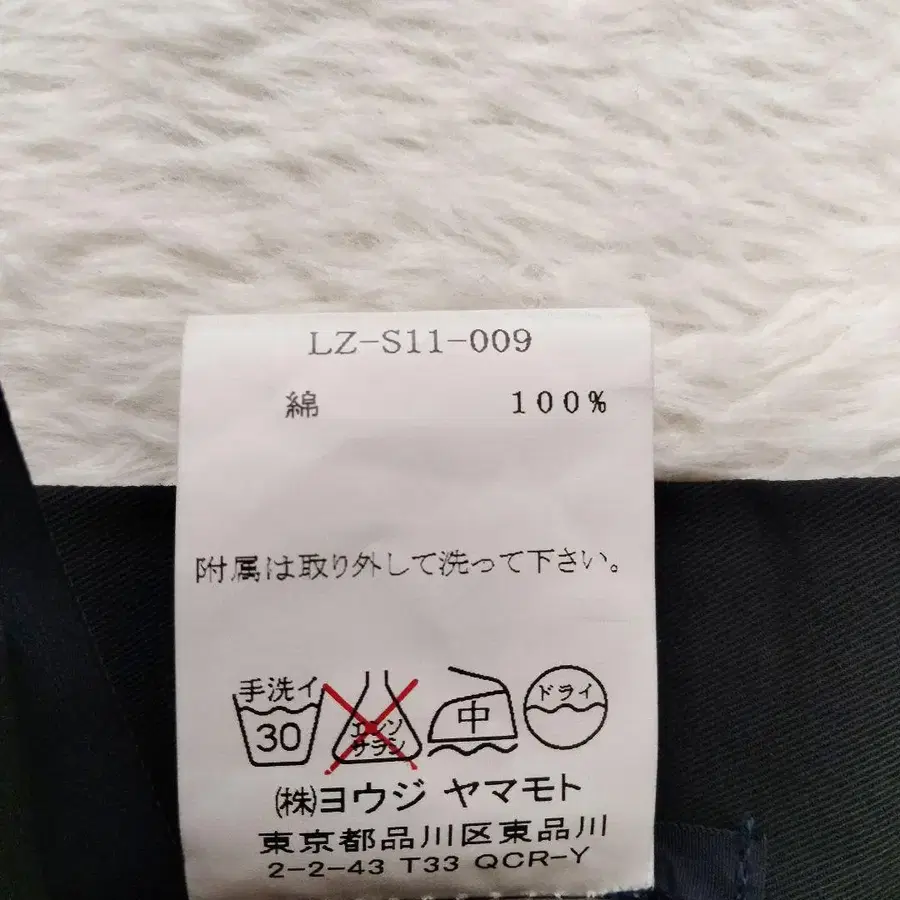 LZ-S11-009
綿 100%
附属は取り外して洗って下さい。
手洗イ 30 エンソサラシ 中 ドライ
(株)ヨウジ ヤマモト
東京都品川区東品川
2-2-43 T33 QCR-Y